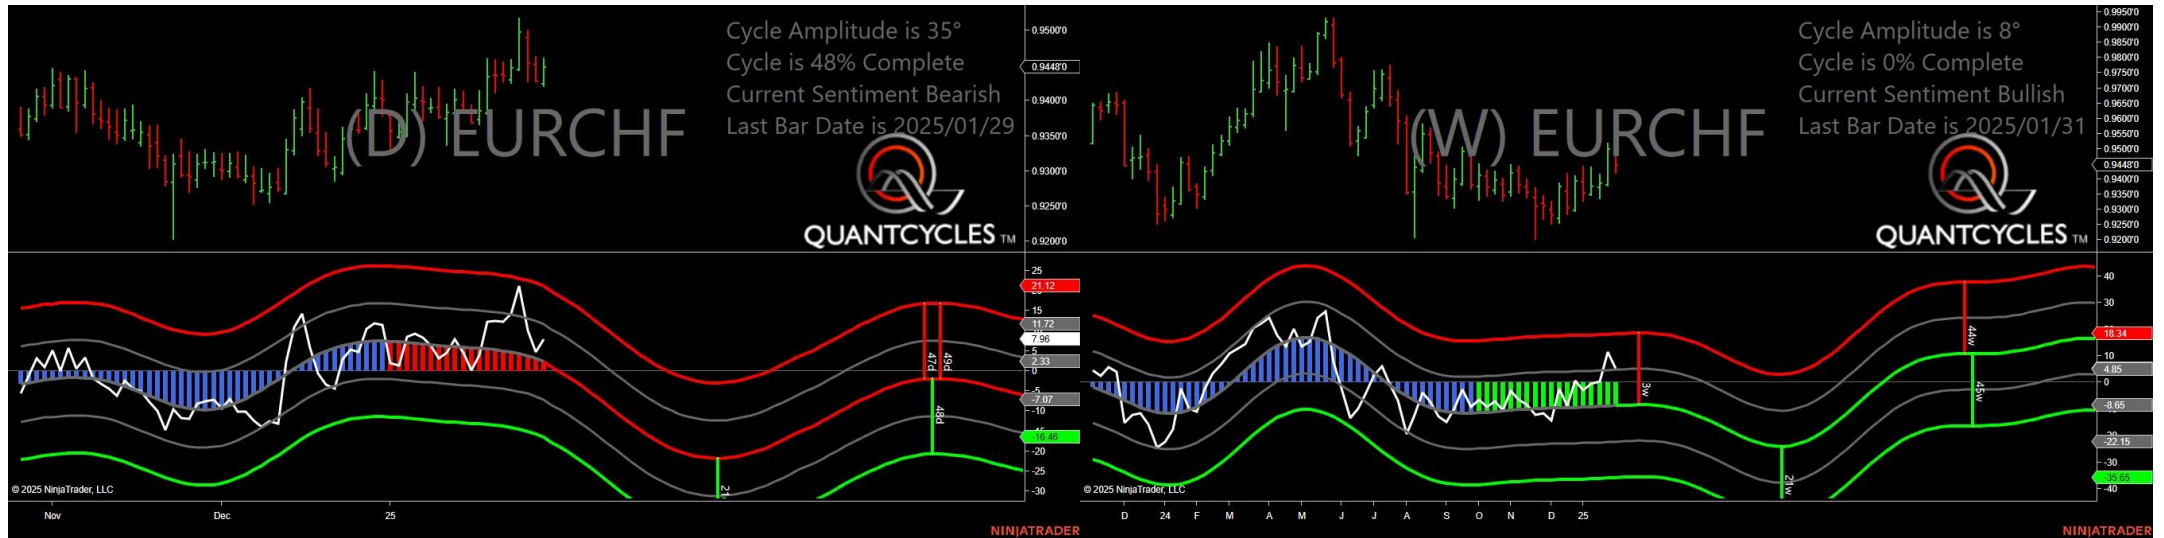 Cycle Amplitude is 35°
Cycle is 48% Complete
Current Sentiment Bearish
Last Bar Date is 2025/01/29
(D) EURCHF
QUANTCYCLES TM
0.9500'0
0.9448'0
0.9400'0
0.9350'0
0.9300'0
0.9250'0
0.9200'0
25
21.12
15
11.72
7.96
5
2.33
0
-5
-7.07
-10
-16.46
-20
-25
-30
47d
49d
48d
21
© 2025 NinjaTrader, LLC
Nov
Dec
25
NINJATRADER
Cycle Amplitude is 8°
Cycle is 0% Complete
Current Sentiment Bullish
Last Bar Date is 2025/01/31
(W) EURCHF
QUANTCYCLES TM
0.9950'0
0.9900'0
0.9850'0
0.9800'0
0.9750'0
0.9700'0
0.9650'0
0.9600'0
0.9550'0
0.9500'0
0.9448'0
0.9400'0
0.9350'0
0.9300'0
0.9250'0
0.9200'0
40
30
18.34
10
4.85
0
-8.65
-22.15
-30
-35.65
-40
3w
44w
45w
21w
© 2025 NinjaTrader, LLC
D
24
F
M
A
M
J
J
A
S
O
N
D
25
NINJATRADER